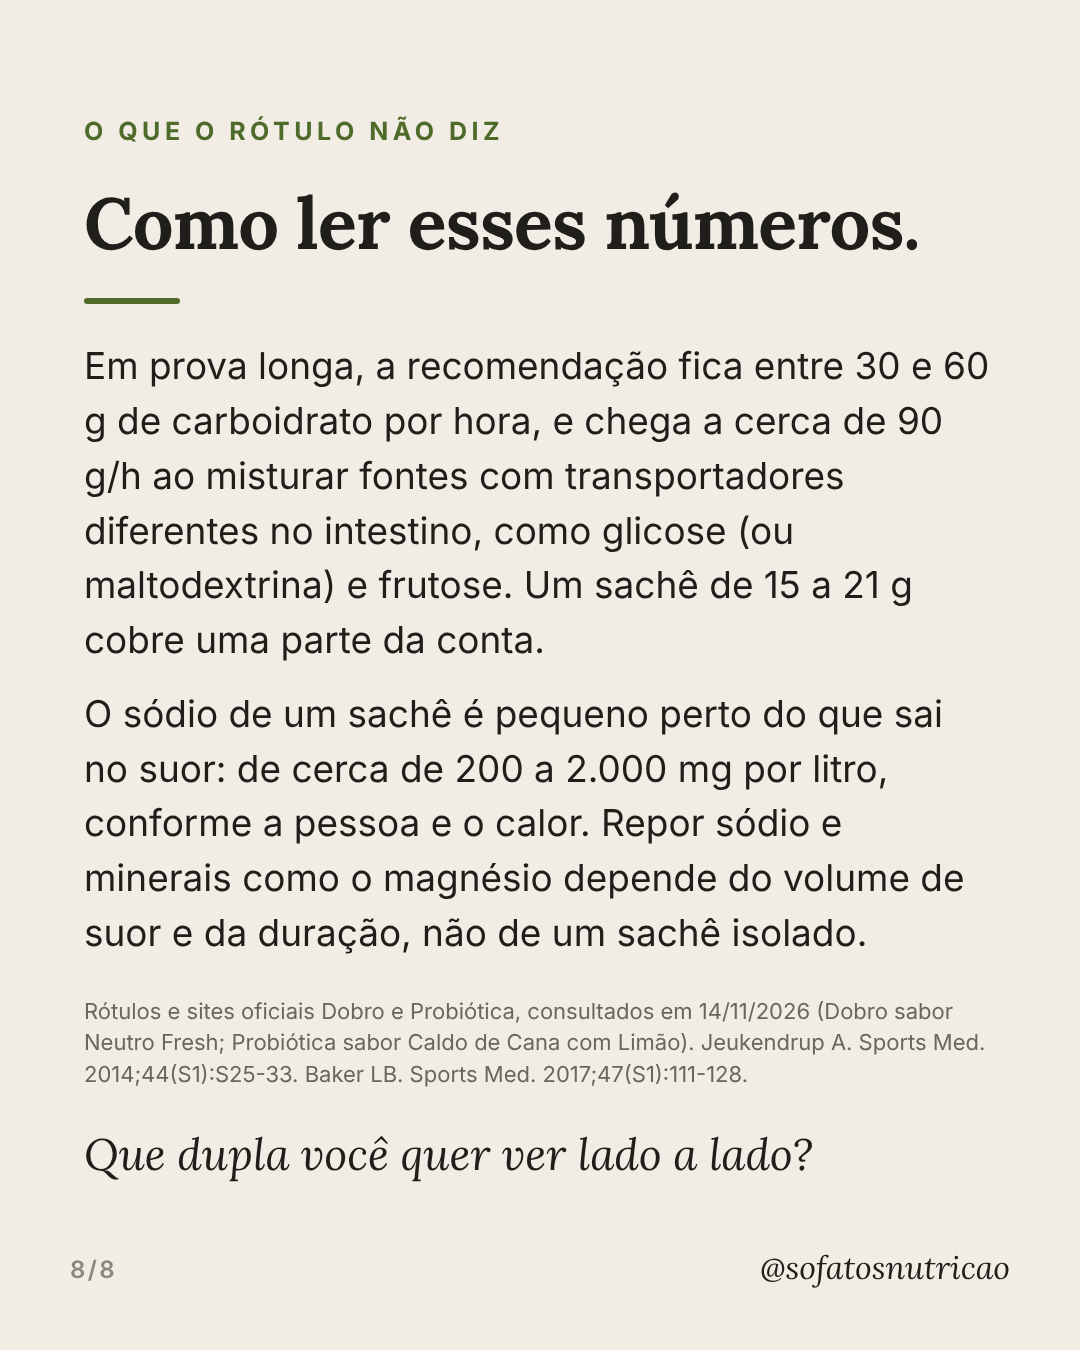 O QUE O RÓTULO NÃO DIZ
Como ler esses números.
Em prova longa, a recomendação fica entre 30 e 60
g de carboidrato por hora, e chega a cerca de 90
g/h ao misturar fontes com transportadores
diferentes no intestino, como glicose (ou
maltodextrina) e frutose. Um sachê de 15 a 21 g
cobre uma parte da conta.
O sódio de um sachê é pequeno perto do que sai
no suor: de cerca de 200 a 2.000 mg por litro,
conforme a pessoa e o calor. Repor sódio e
minerais como o magnésio depende do volume de
suor e da duração, não de um sachê isolado.
Rótulos e sites oficiais Dobro e Probiótica, consultados em 14/11/2026 (Dobro sabor
Neutro Fresh; Probiótica sabor Caldo de Cana com Limão). Jeukendrup A. Sports Med.
2014;44(S1):S25-33. Baker LB. Sports Med. 2017;47(S1):111-128.
Que dupla você quer ver lado a lado?
8/8
@sofatosnutricao